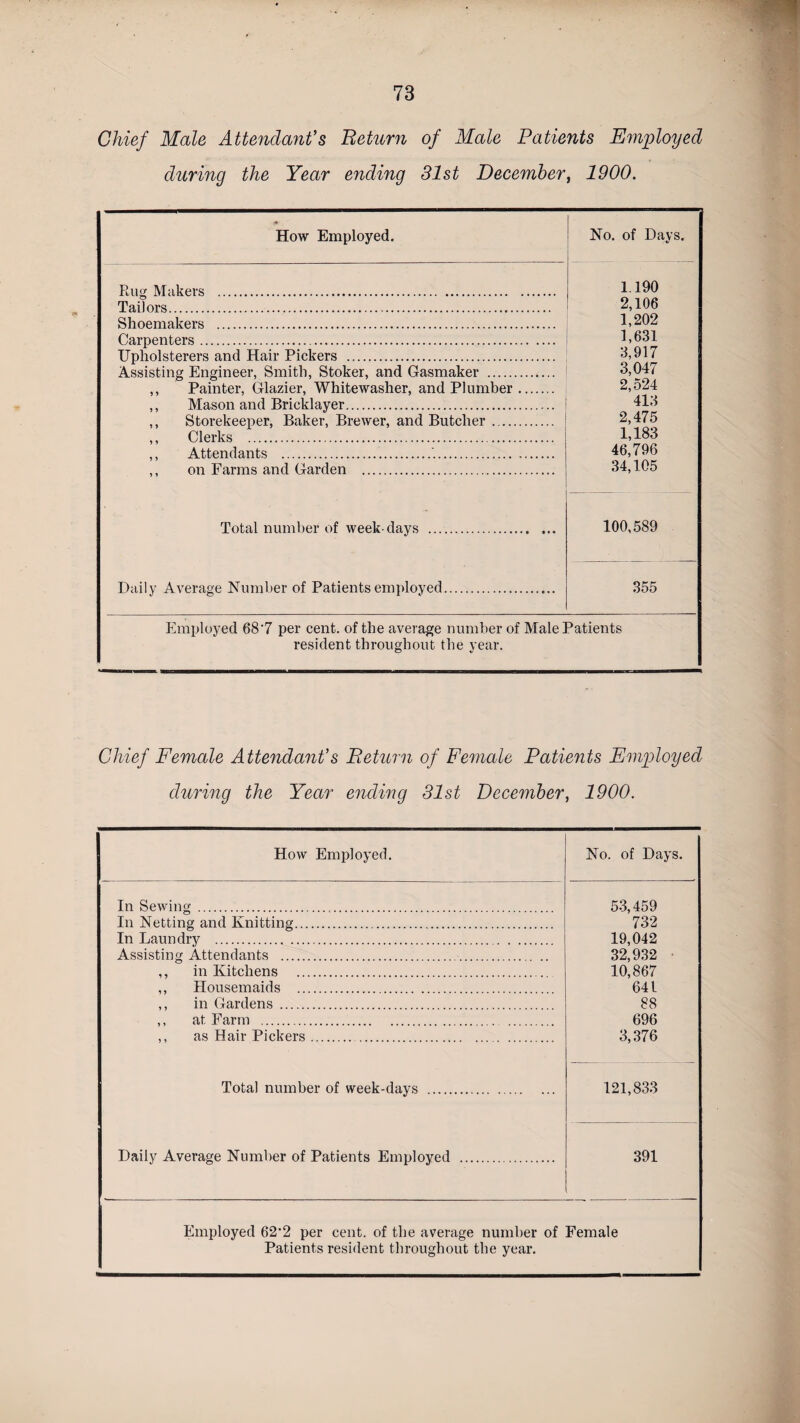 73
Chief Male Attendant's Return of Male Patients Employed
during the Year ending 31st December, 1900.
How Employed. No. of Days.
Rug Makers ........ 1.190
Tailors........ 2,106
Shoemakers ........ 1,202
Carpenters ........ 1,631
Upholsterers and Hair Pickers ........ 3,917
Assisting Engineer, Smith, Stoker, and Gasmaker ........ 3,047
,, Painter, Glazier, Whitewasher, and Plumber ........ 2,524
,, Mason and Bricklayer........ 413
,, Storekeeper, Baker, Brewer, and Butcher ........ 2,475
,, Clerks ........ 1,183
,, Attendants ........ 46,796
,, on Farms and Garden ........ 34,105
Total number of week-days ........ 100,589
Daily Average Number of Patients employed........ 355
Employed 68·7 per cent. of the average number of Male Patients
resident throughout the year.
Chief Female Attendant's Return of Female Patients Employed
during the Year ending 31st December, 1900.
How Employed. No. of Days.
In Sewing ........ 53,459
In Netting and Knitting........ 732
In Laundry ........ 19,042
Assisting Attendants ........ 32,932
,, in Kitchens ........ 10,867
,, Housemaids ........ 641
,, in Gardens ........ 88
,, at Farm ........ 696
,, as Hair Pickers ........ 3,376
Total number of week-days ........ 121,833
Daily Average Number of Patients Employed ........ 391
Employed 62·2 per cent. of the average number of Female
Patients resident throughout the year.